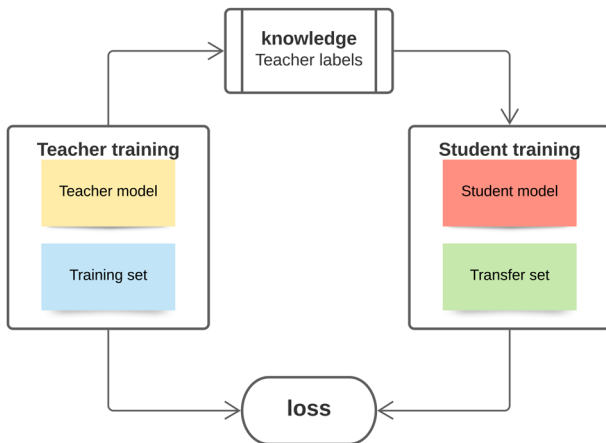 knowledge
Teacher labels
Teacher training
Teacher model
Training set
Student training
Student model
Transfer set
loss